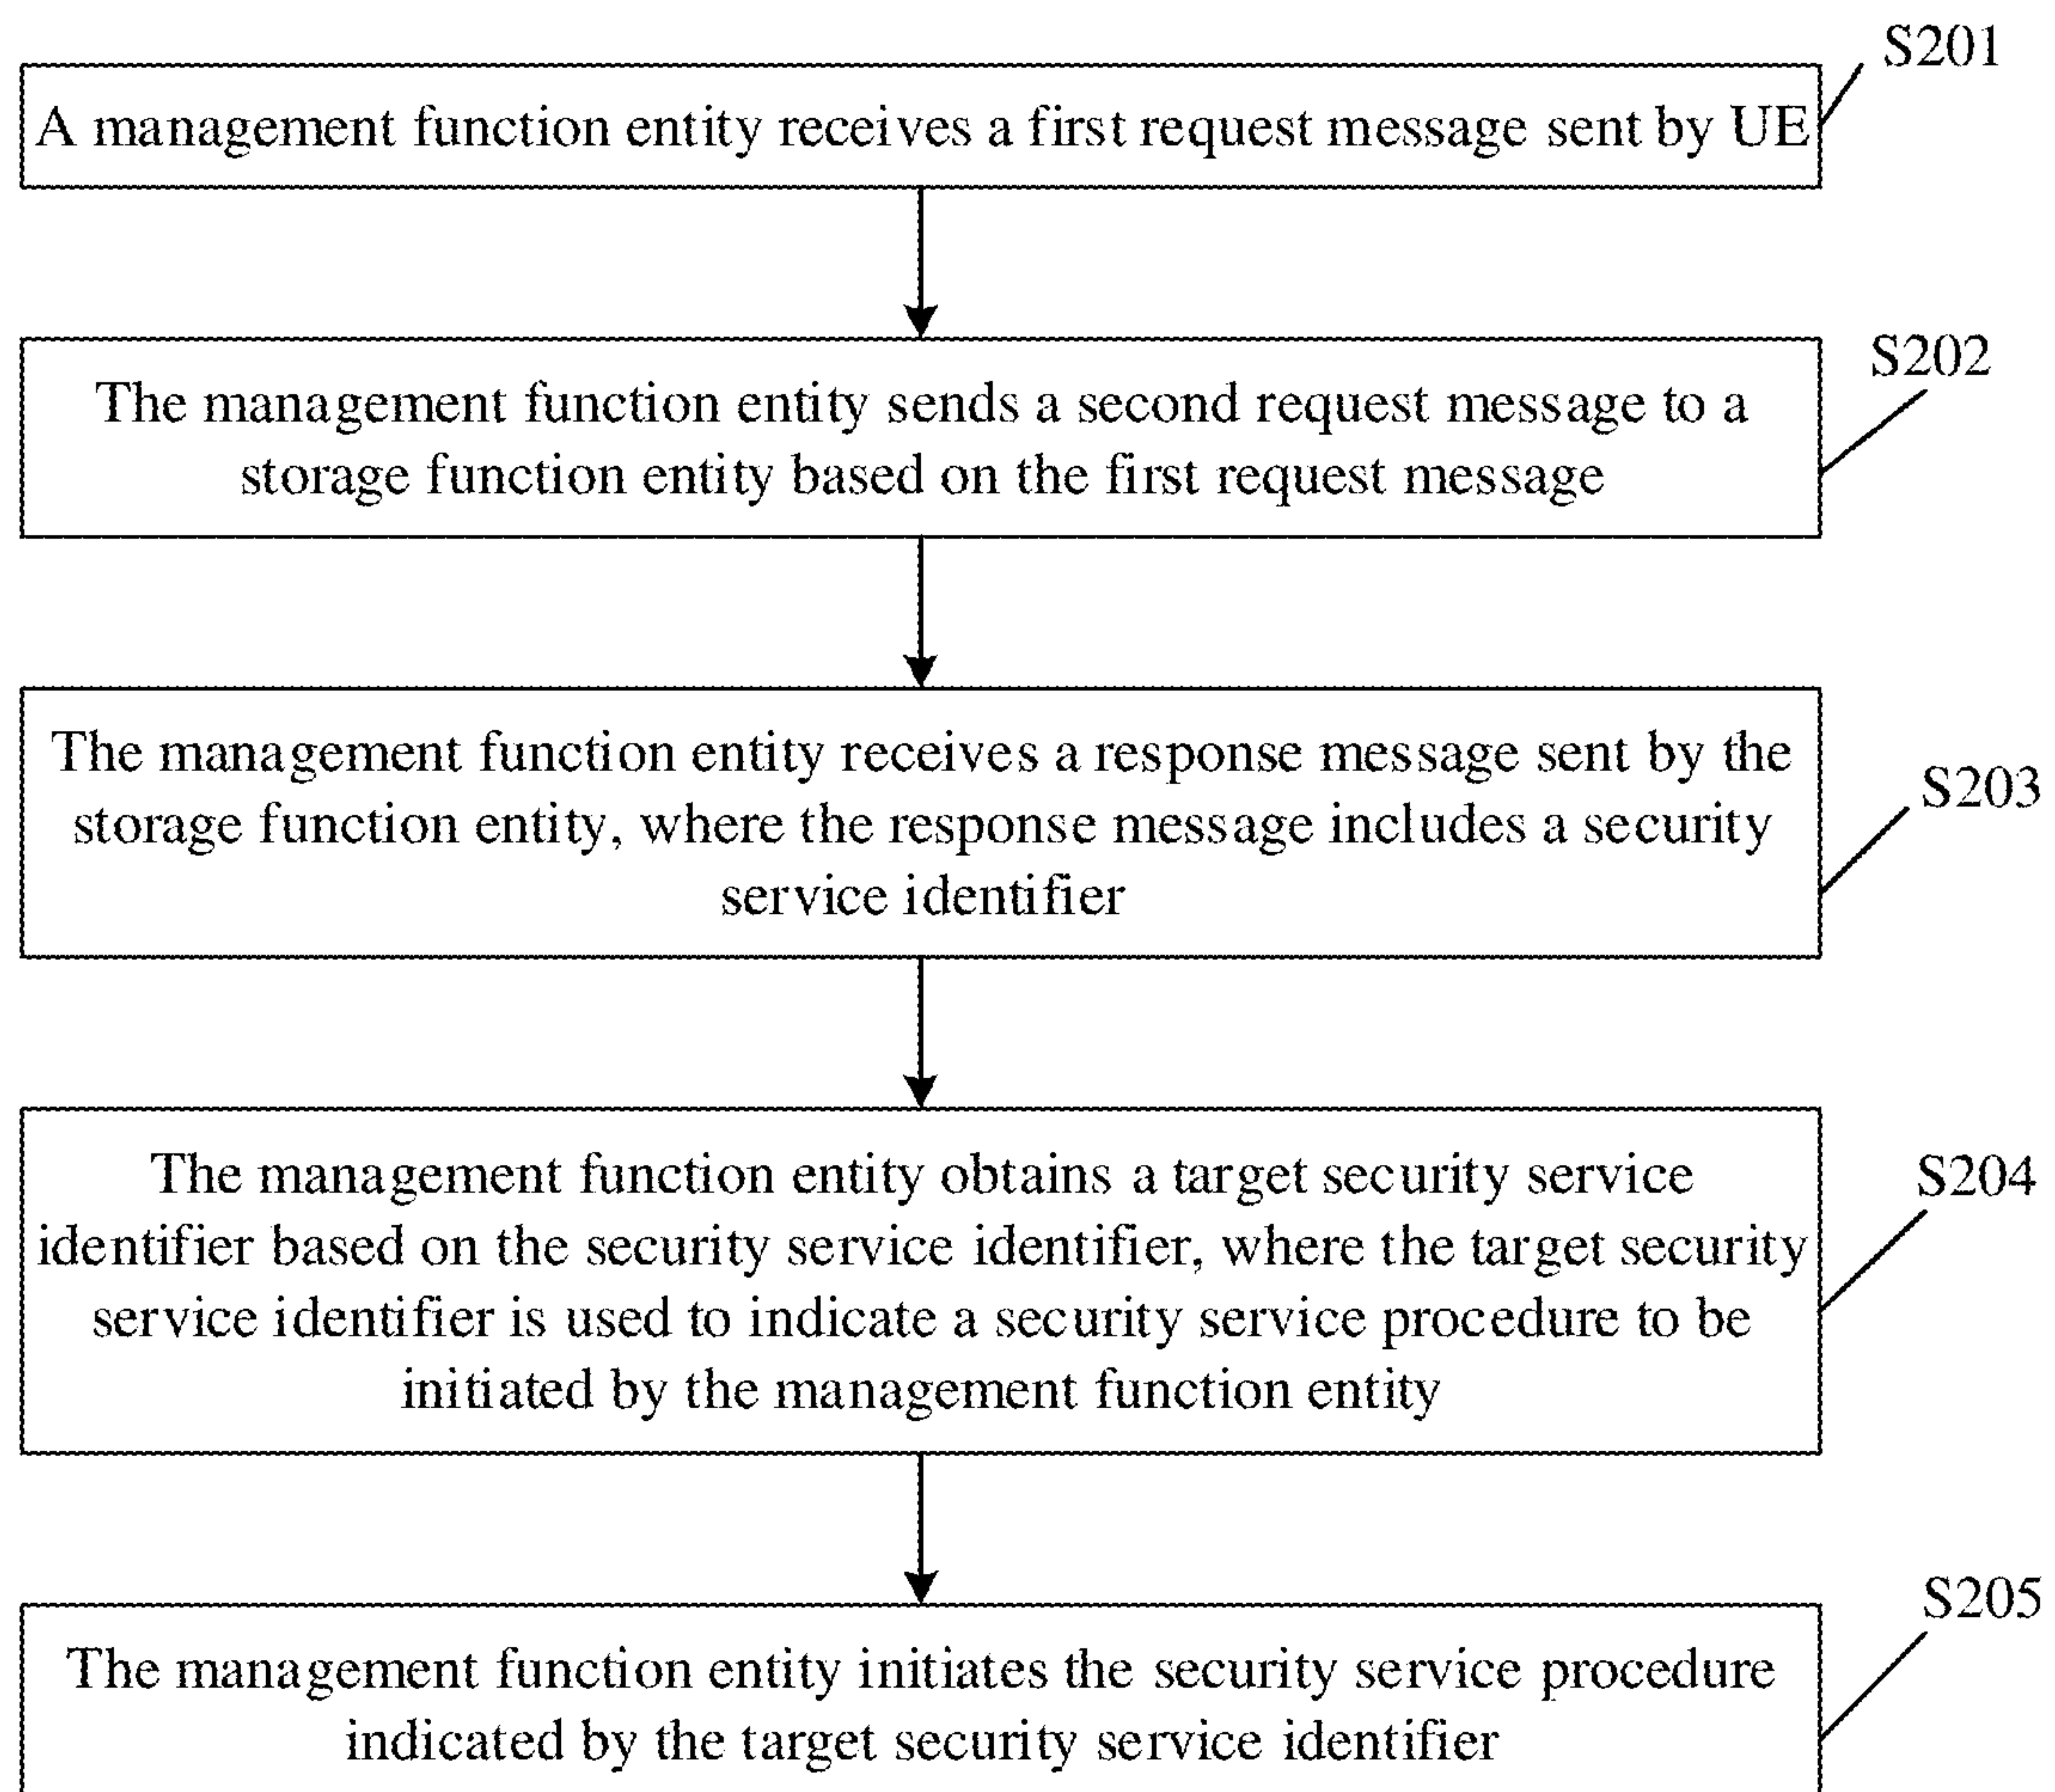 S201
A management function entity receives a first request message sent by UE
S202
The management function entity sends a second request message to a
storage function entity based on the first request message
The management function entity receives a response message sent by the
storage function entity, where the response message includes a security
service identifier
S203
The management function entity obtains a target security service
identifier based on the security service identifier, where the target security
service identifier is used to indicate a security service procedure to be
initiated by the management function entity
S204
S205
The management function entity initiates the security service procedure
indicated by the target security service identifier